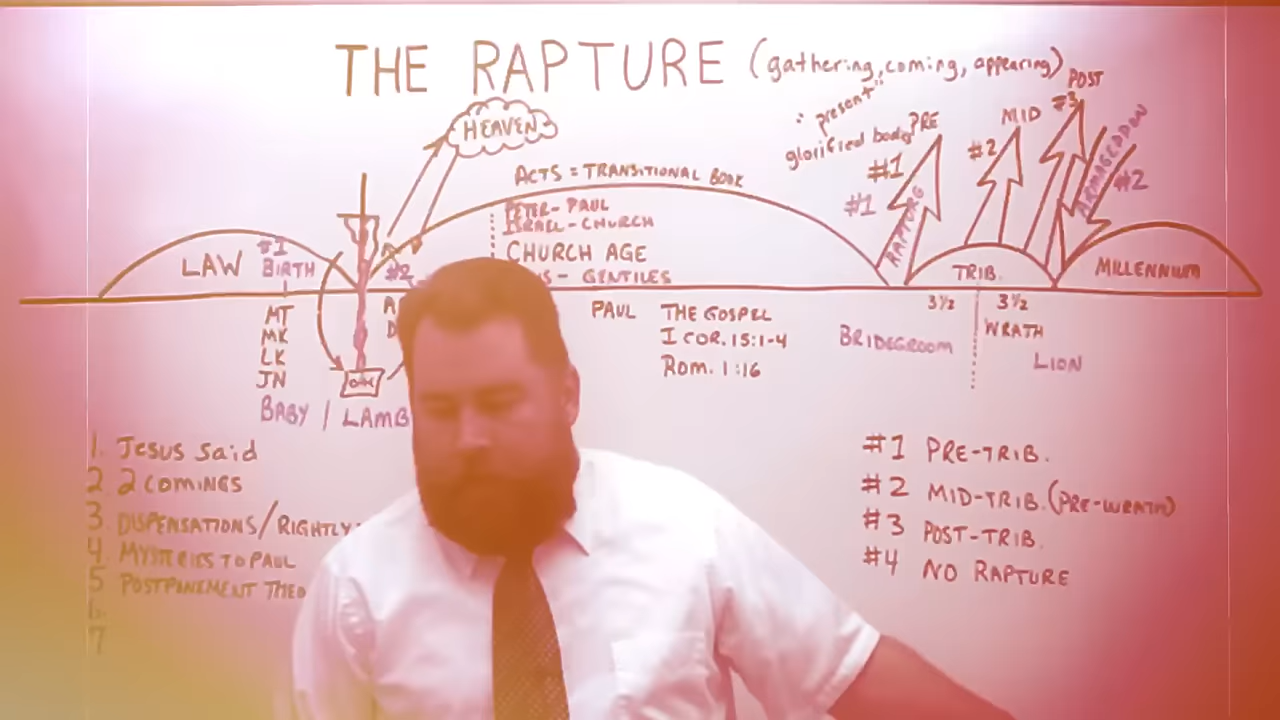 THE RAPTURE (gathering, coming, appearing)
"present"
glorified body
HEAVEN
ACTS = TRANSITIONAL BOOK
PRE
#1
#1
RAPTURE
MID
#2
POST
#3
ARMAGEDDON
#2
PETER - PAUL
ISRAEL - CHURCH
CHURCH AGE
- GENTILES
LAW
#1
BIRTH
#2
TRIB.
MILLENNIUM
MT
MK
LK
JN
BABY / LAMB
PAUL
THE GOSPEL
I COR. 15:1-4
Rom. 1:16
3½
3½
WRATH
BRIDEGROOM
LION
1. Jesus said
2 2 COMINGS
3. DISPENSATIONS/RIGHTLY
4. MYSTERIES TO PAUL
5 POSTPONEMENT THEO
6.
7
#1 PRE-TRIB.
#2 MID-TRIB. (PRE-WRATH)
#3 POST-TRIB.
#4 NO RAPTURE